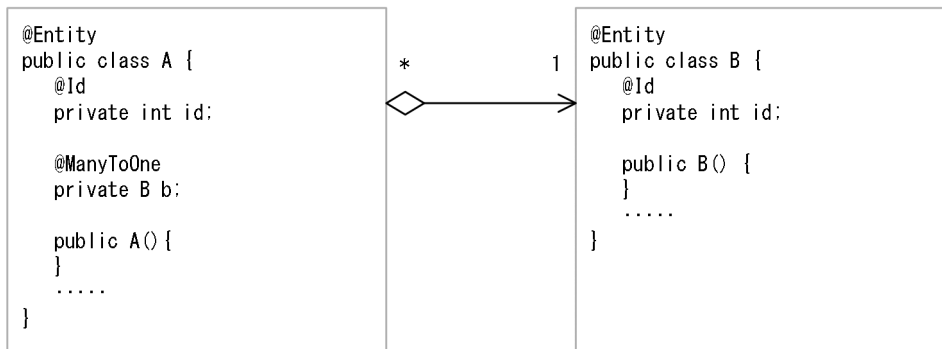 @Entity
public class A {
@Id
private int id;
@ManyToOne
private B b;
public A(){
}
.....
}
*
1
@Entity
public class B {
@Id
private int id;
public B() {
}
.....
}